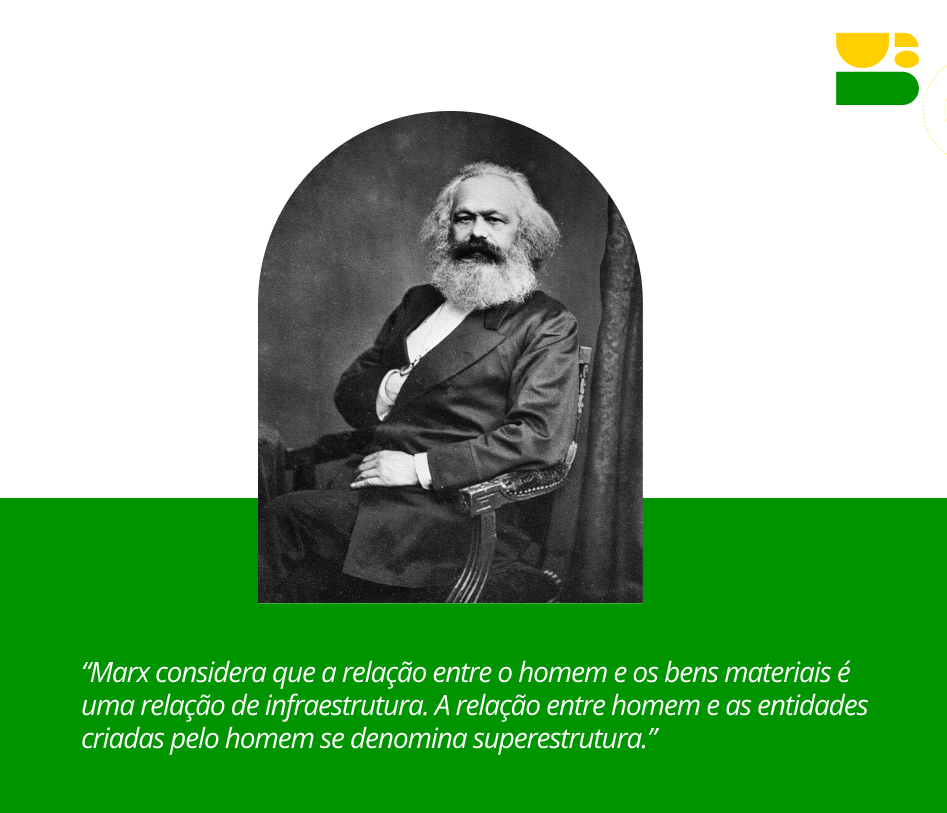 “Marx considera que a relação entre o homem e os bens materiais é
uma relação de infraestrutura. A relação entre homem e as entidades
criadas pelo homem se denomina superestrutura.”